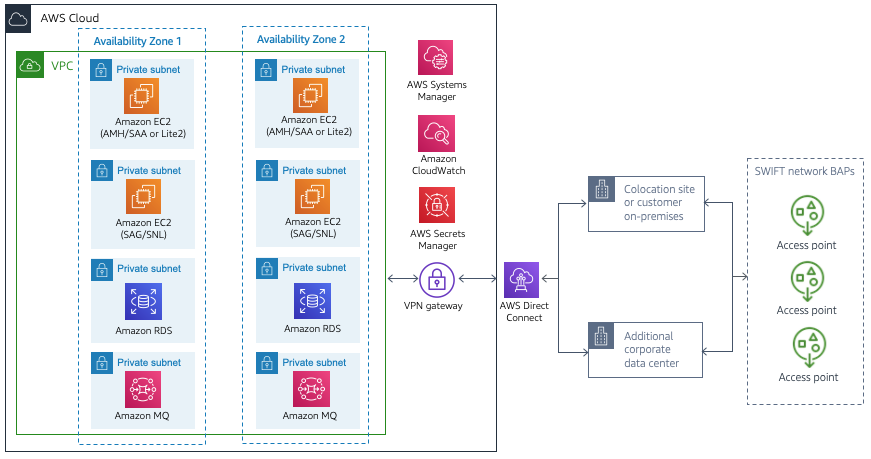 AWS Cloud
Availability Zone 1
Availability Zone 2
VPC
Private subnet
Amazon EC2
(AMH/SAA or Lite2)
Private subnet
Amazon EC2
(SAG/SNL)
Private subnet
Amazon RDS
Private subnet
Amazon MQ
Private subnet
Amazon EC2
(AMH/SAA or Lite2)
Private subnet
Amazon EC2
(SAG/SNL)
Private subnet
Amazon RDS
Private subnet
Amazon MQ
AWS Systems
Manager
Amazon
CloudWatch
AWS Secrets
Manager
VPN gateway
AWS Direct
Connect
Colocation site
or customer
on-premises
Additional
corporate
data center
SWIFT network BAPs
Access point
Access point
Access point